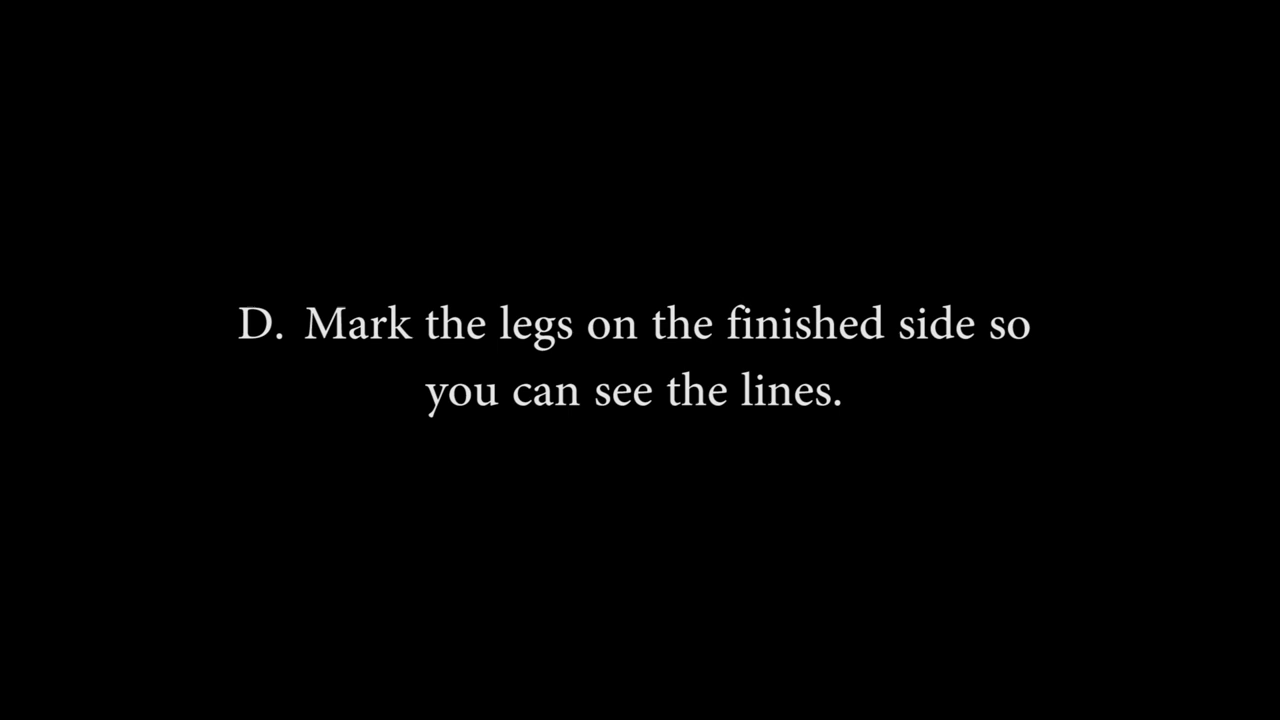 D. Mark the legs on the finished side so
you can see the lines.